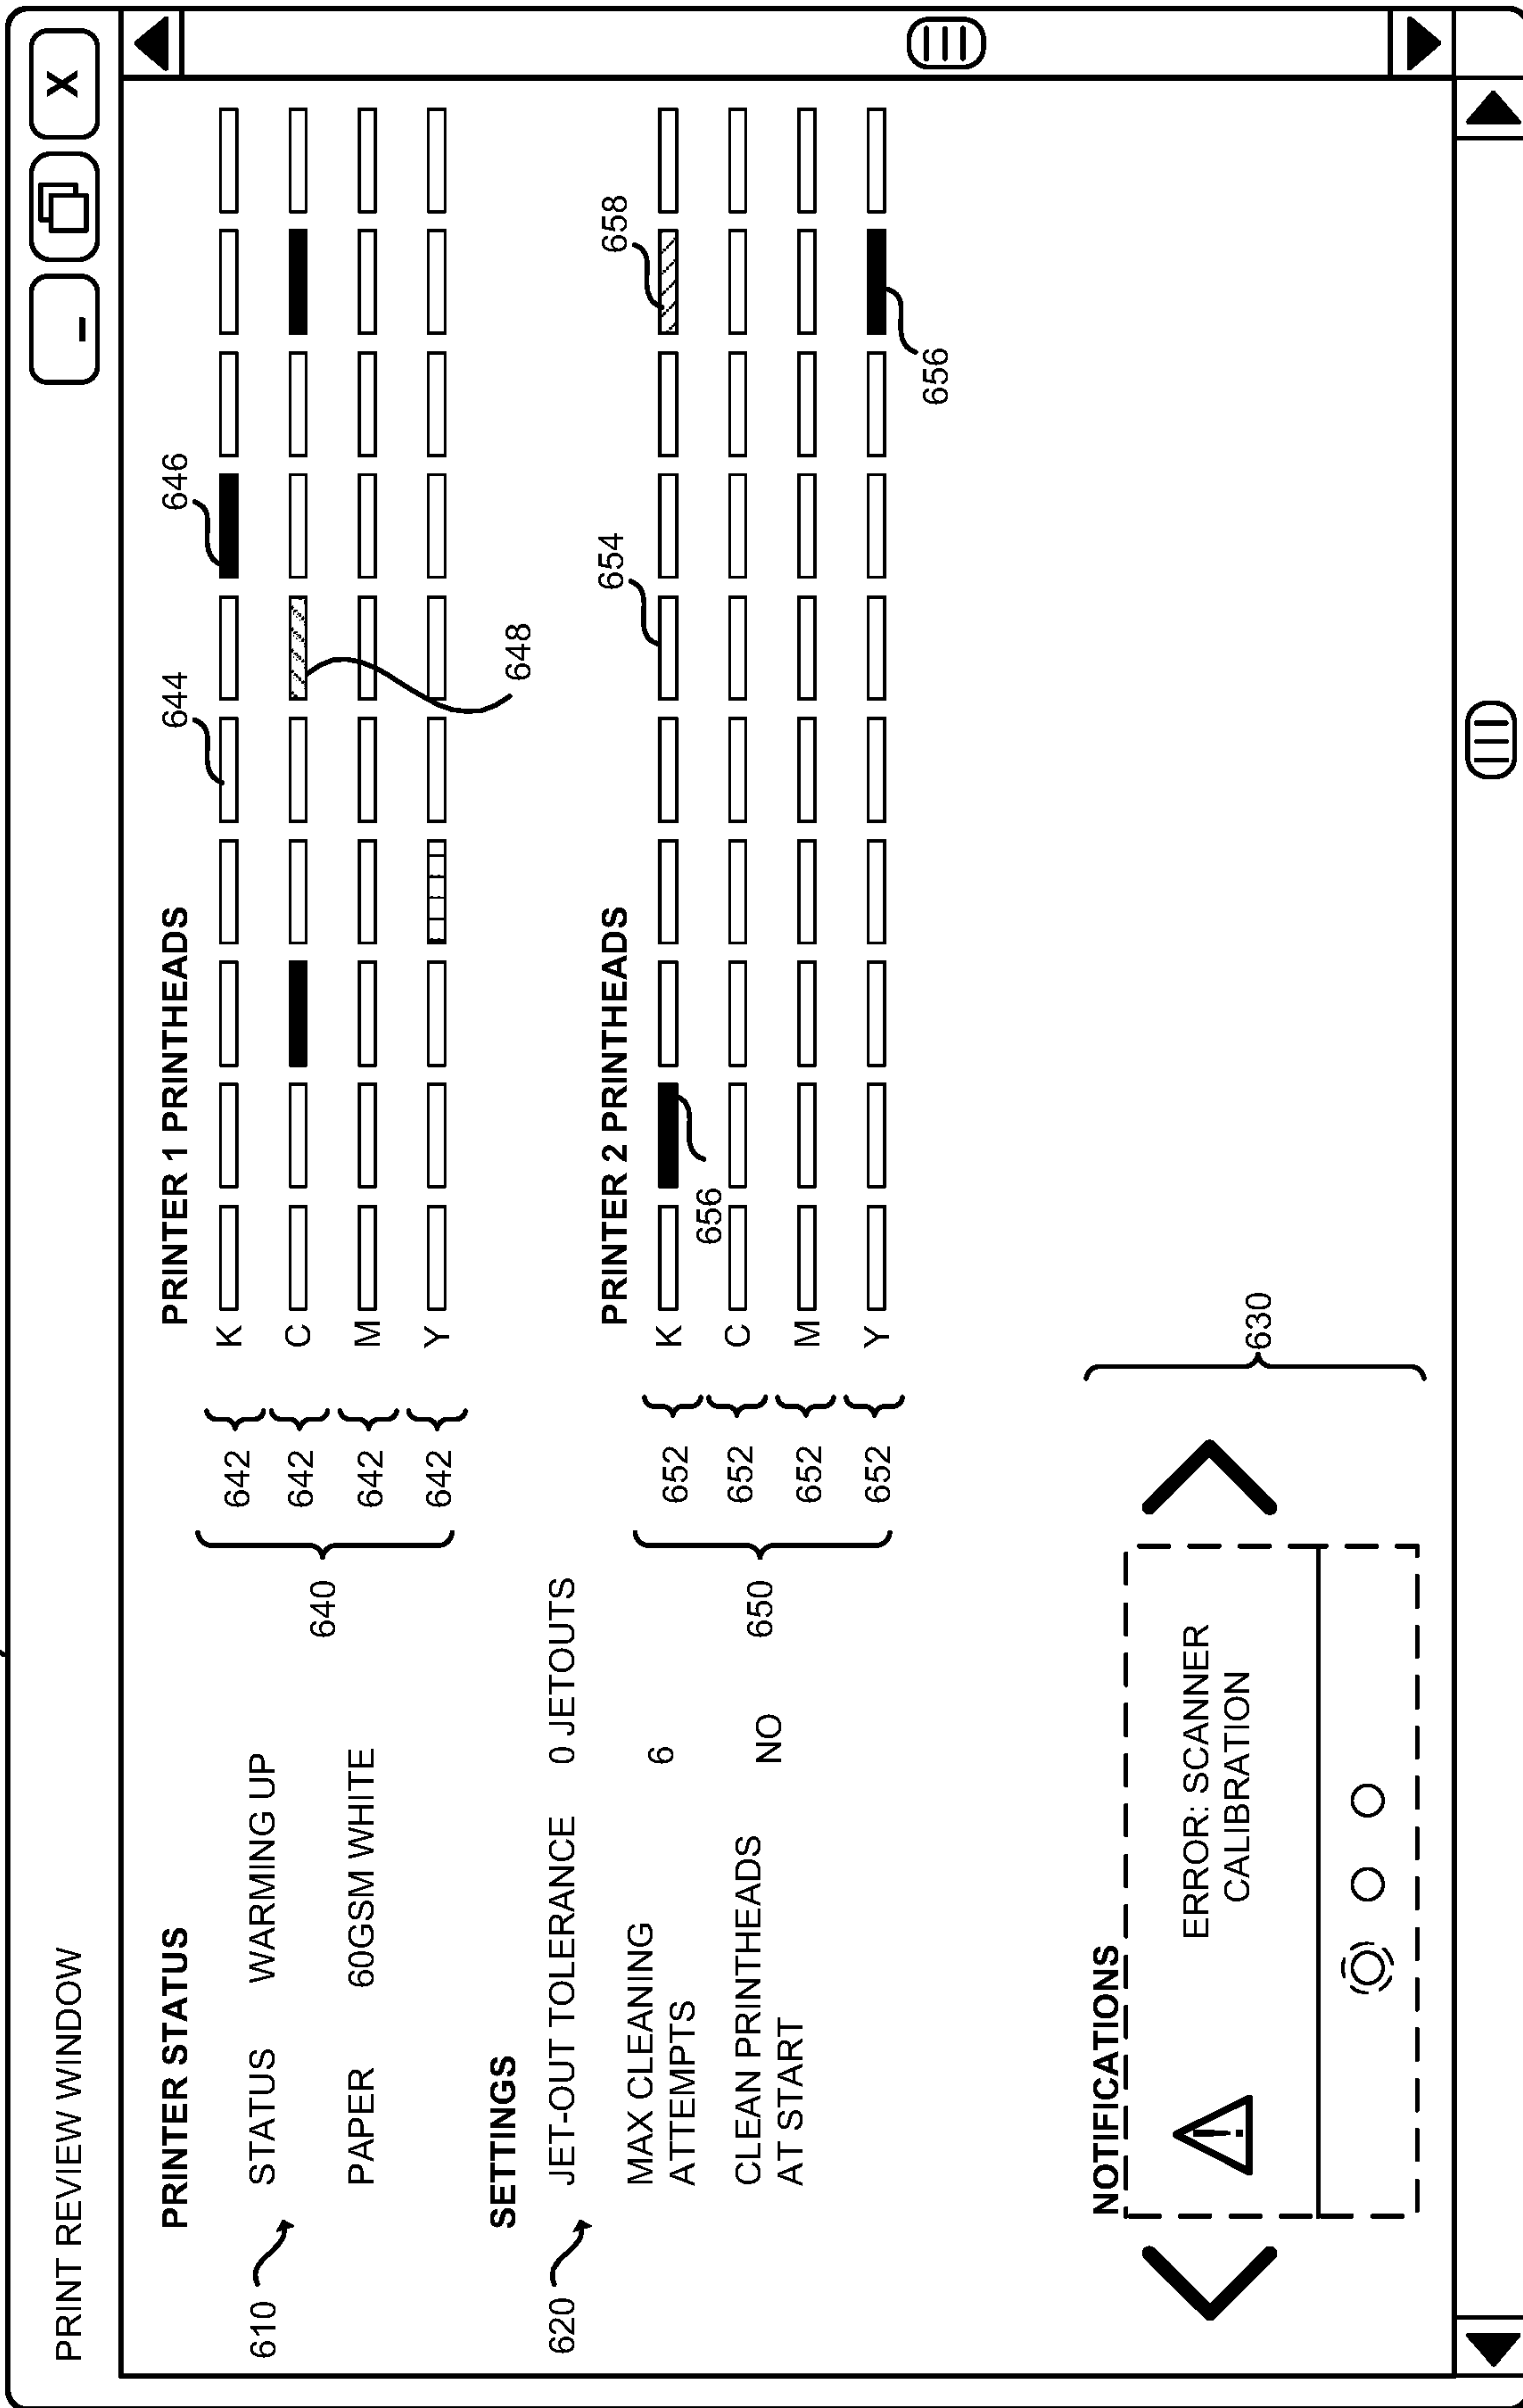 PRINT REVIEW WINDOW
–
X
PRINTER STATUS
610
STATUS WARMING UP
PAPER 60GSM WHITE
SETTINGS
620
JET-OUT TOLERANCE 0 JETOUTS
MAX CLEANING
ATTEMPTS
6
CLEAN PRINTHEADS
AT START
NO
PRINTER 1 PRINTHEADS
644
646
640
642 K
642 C
642 M
642 Y
648
PRINTER 2 PRINTHEADS
654
658
650
652 K
656
652 C
652 M
652 Y
656
NOTIFICATIONS
!
ERROR: SCANNER
CALIBRATION
630